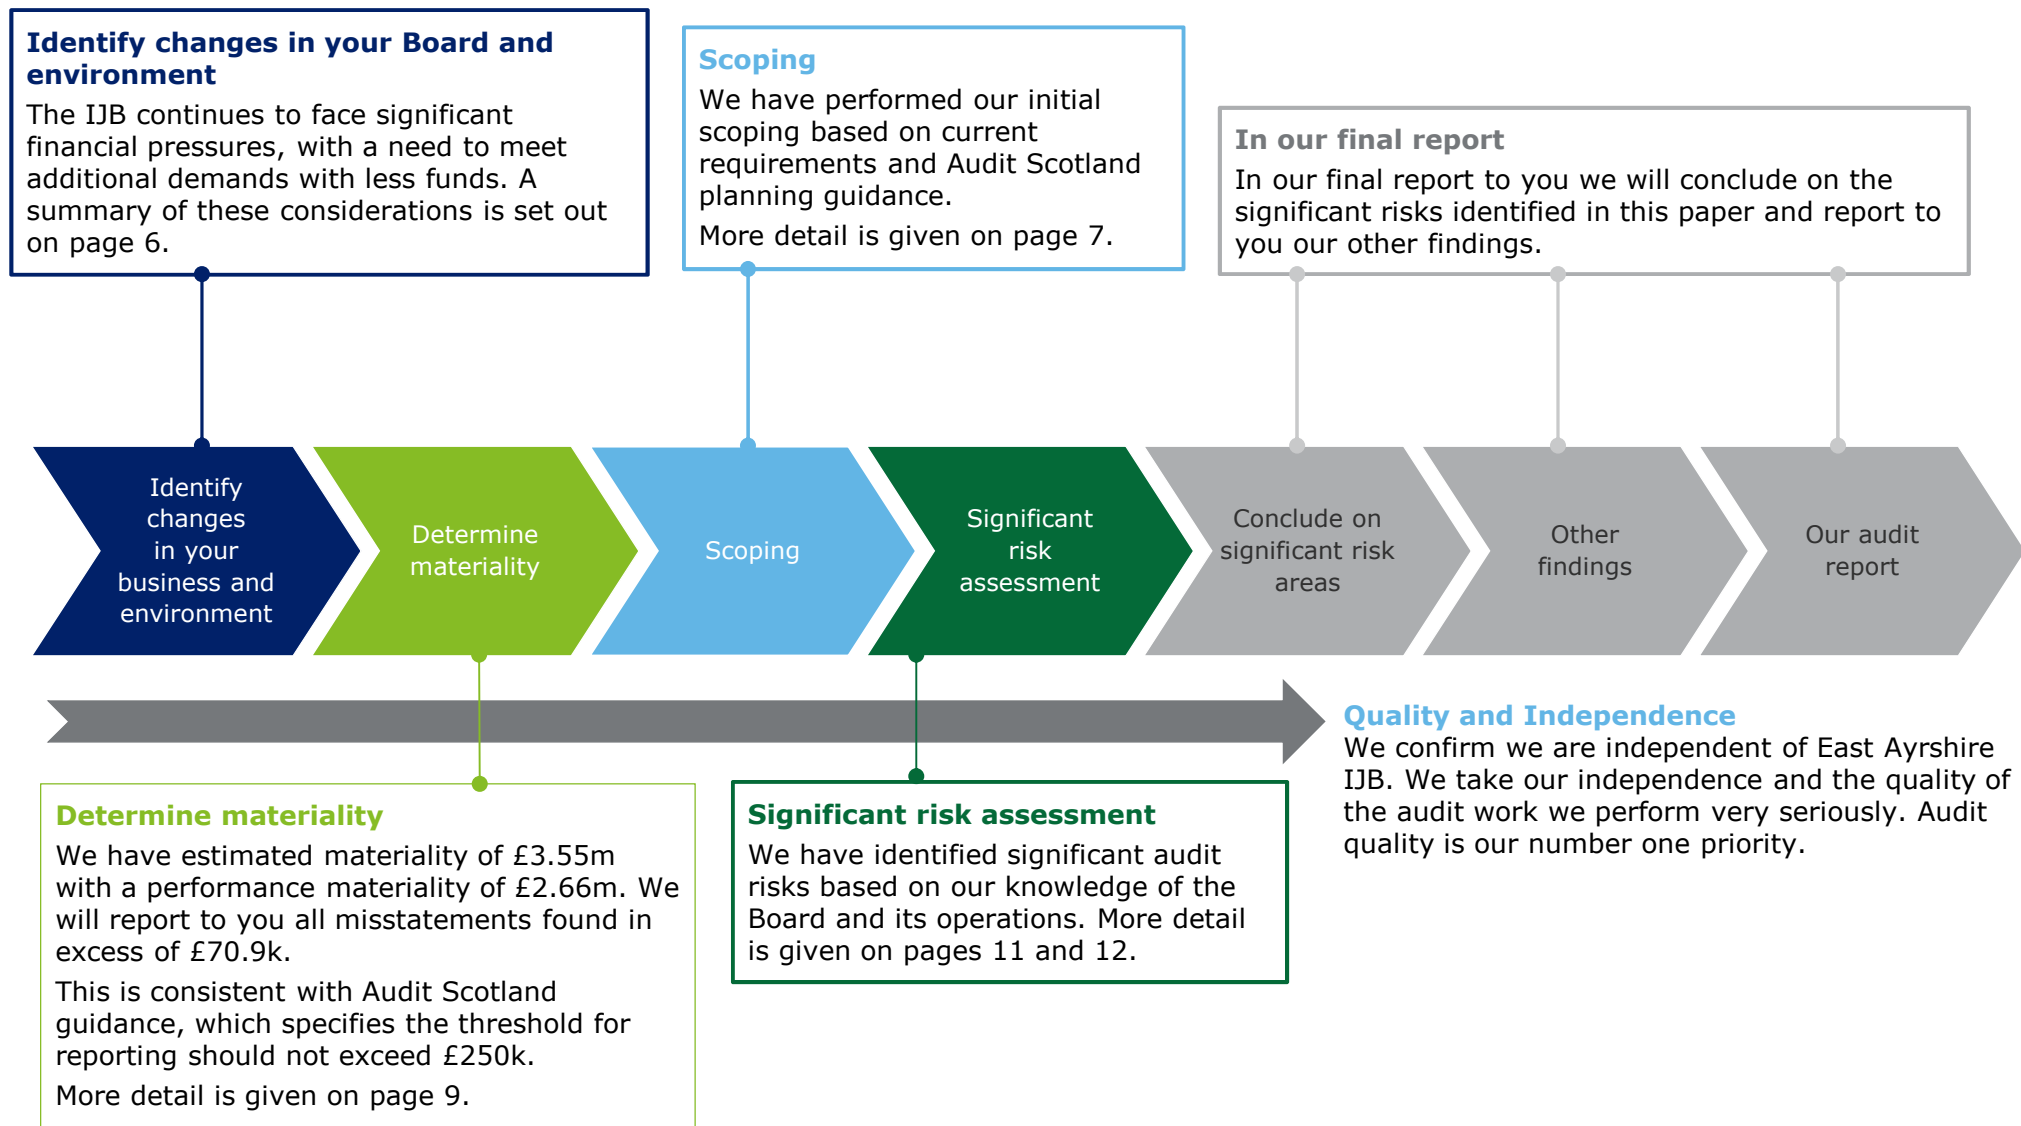 Identify changes in your Board and
environment
The IJB continues to face significant
financial pressures, with a need to meet
additional demands with less funds. A
summary of these considerations is set out
on page 6.
Scoping
We have performed our initial
scoping based on current
requirements and Audit Scotland
planning guidance.
More detail is given on page 7.
In our final report
In our final report to you we will conclude on the
significant risks identified in this paper and report to
you our other findings.
Identify
changes
in your
business and
environment
Determine
materiality
Scoping
Significant
risk
assessment
Conclude on
significant risk
areas
Other
findings
Our audit
report
Determine materiality
We have estimated materiality of £3.55m
with a performance materiality of £2.66m. We
will report to you all misstatements found in
excess of £70.9k.
This is consistent with Audit Scotland
guidance, which specifies the threshold for
reporting should not exceed £250k.
More detail is given on page 9.
Significant risk assessment
We have identified significant audit
risks based on our knowledge of the
Board and its operations. More detail
is given on pages 11 and 12.
Quality and Independence
We confirm we are independent of East Ayrshire
IJB. We take our independence and the quality of
the audit work we perform very seriously. Audit
quality is our number one priority.